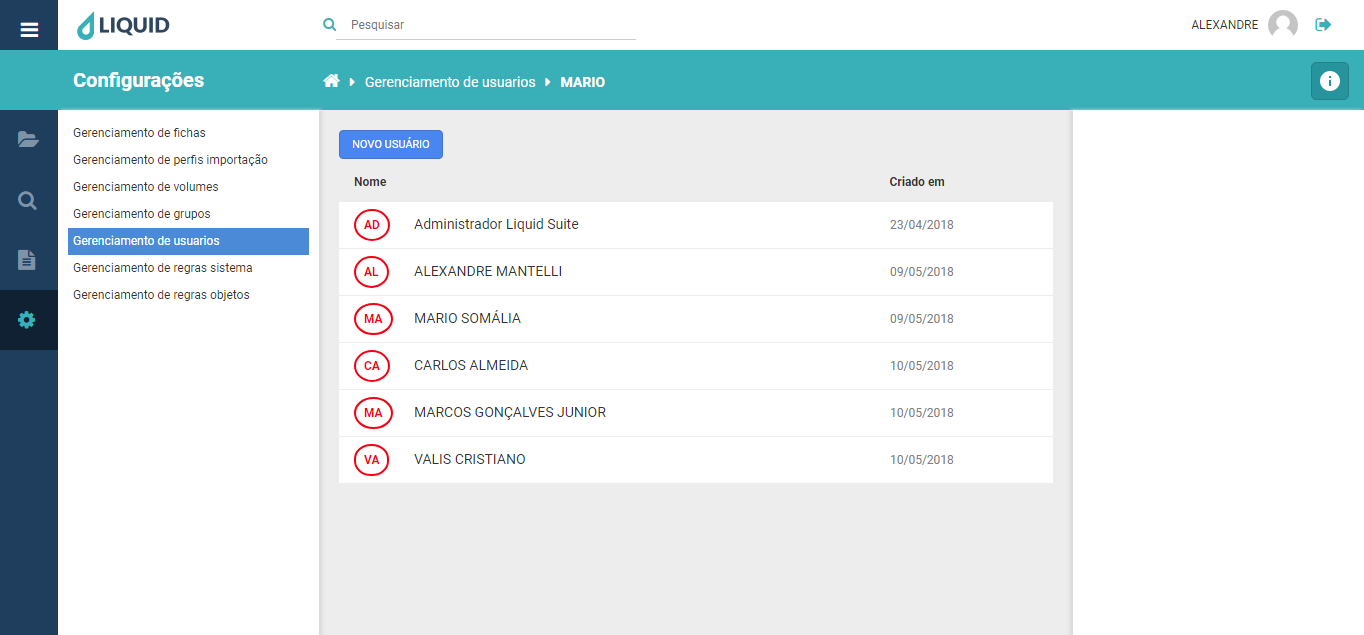 LIQUID
Pesquisar
ALEXANDRE
Configurações
Gerenciamento de usuarios
MARIO
Gerenciamento de fichas
Gerenciamento de perfis importação
Gerenciamento de volumes
Gerenciamento de grupos
Gerenciamento de usuarios
Gerenciamento de regras sistema
Gerenciamento de regras objetos
NOVO USUÁRIO
Nome Criado em
AD Administrador Liquid Suite 23/04/2018
AL ALEXANDRE MANTELLI 09/05/2018
MA MARIO SOMÁLIA 09/05/2018
CA CARLOS ALMEIDA 10/05/2018
MA MARCOS GONÇALVES JUNIOR 10/05/2018
VA VALIS CRISTIANO 10/05/2018